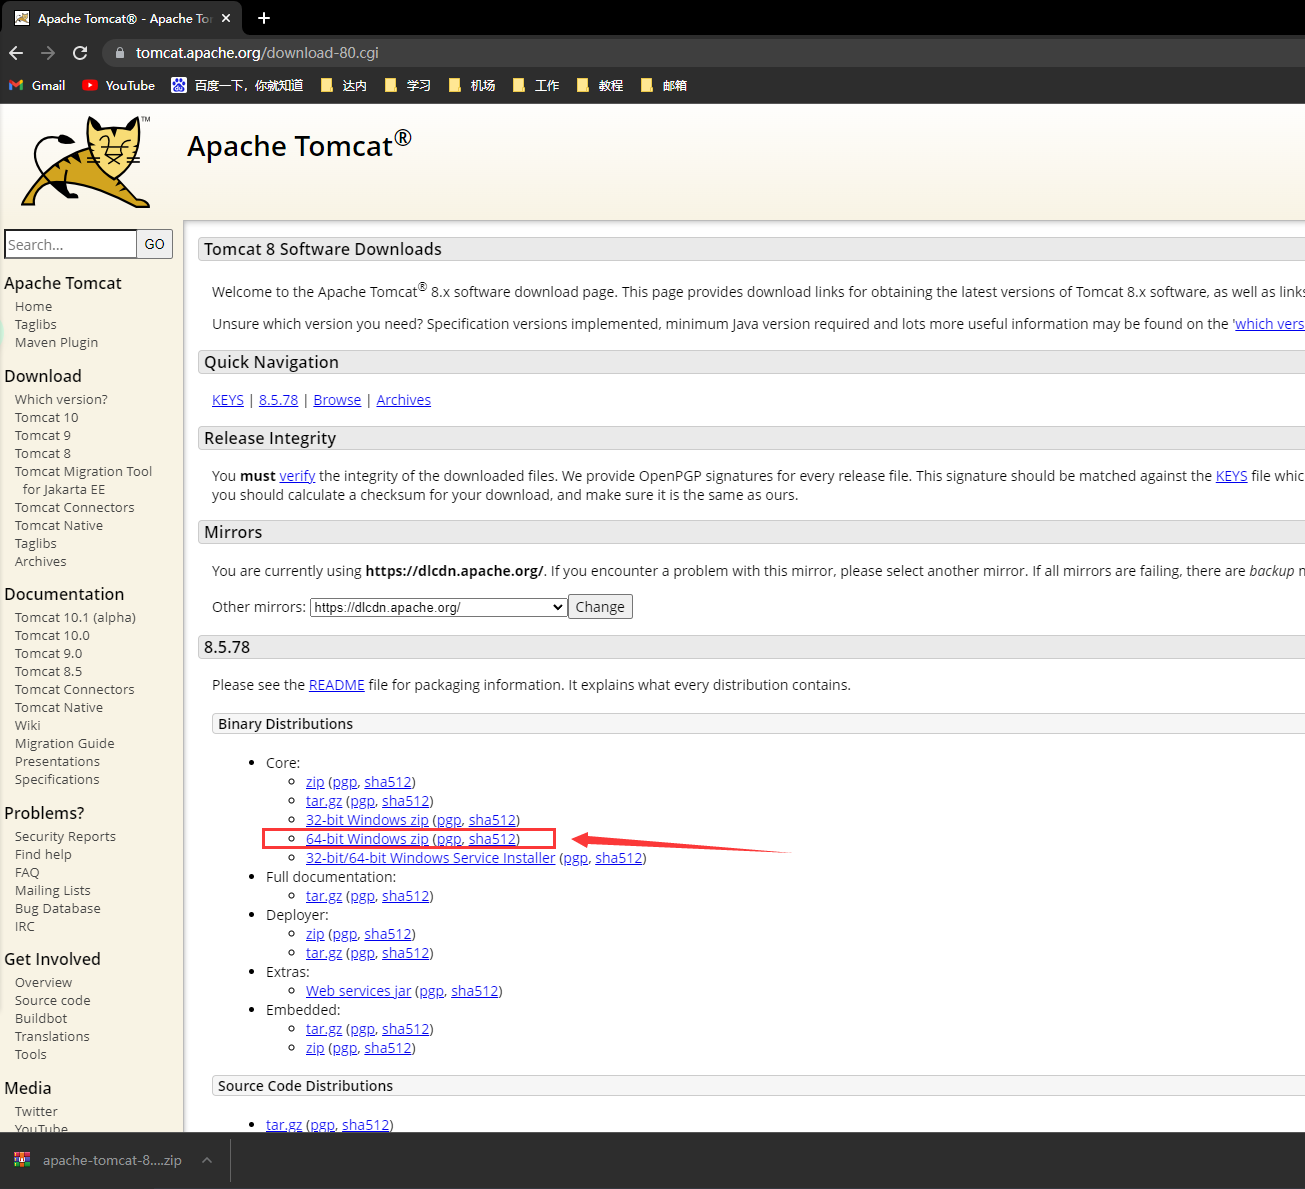 Apache Tomcat® - Apache To
tomcat.apache.org/download-80.cgi
Gmail YouTube 百度一下，你就知道 达内 学习 机场 工作 教程 邮箱
TM
Apache Tomcat®
Search... GO
Apache Tomcat
Home
Taglibs
Maven Plugin
Download
Which version?
Tomcat 10
Tomcat 9
Tomcat 8
Tomcat Migration Tool
for Jakarta EE
Tomcat Connectors
Tomcat Native
Taglibs
Archives
Documentation
Tomcat 10.1 (alpha)
Tomcat 10.0
Tomcat 9.0
Tomcat 8.5
Tomcat Connectors
Tomcat Native
Wiki
Migration Guide
Presentations
Specifications
Problems?
Security Reports
Find help
FAQ
Mailing Lists
Bug Database
IRC
Get Involved
Overview
Source code
Buildbot
Translations
Tools
Media
Twitter
YouTube
Tomcat 8 Software Downloads
Welcome to the Apache Tomcat® 8.x software download page. This page provides download links for obtaining the latest versions of Tomcat 8.x software, as well as links
Unsure which version you need? Specification versions implemented, minimum Java version required and lots more useful information may be found on the 'which vers
Quick Navigation
KEYS | 8.5.78 | Browse | Archives
Release Integrity
You must verify the integrity of the downloaded files. We provide OpenPGP signatures for every release file. This signature should be matched against the KEYS file whic
you should calculate a checksum for your download, and make sure it is the same as ours.
Mirrors
You are currently using https://dlcdn.apache.org/. If you encounter a problem with this mirror, please select another mirror. If all mirrors are failing, there are backup
Other mirrors: https://dlcdn.apache.org/ Change
8.5.78
Please see the README file for packaging information. It explains what every distribution contains.
Binary Distributions
Core:
zip (pgp, sha512)
tar.gz (pgp, sha512)
32-bit Windows zip (pgp, sha512)
64-bit Windows zip (pgp, sha512)
32-bit/64-bit Windows Service Installer (pgp, sha512)
Full documentation:
tar.gz (pgp, sha512)
Deployer:
zip (pgp, sha512)
tar.gz (pgp, sha512)
Extras:
Web services jar (pgp, sha512)
Embedded:
tar.gz (pgp, sha512)
zip (pgp, sha512)
Source Code Distributions
tar.gz (pgp, sha512)
apache-tomcat-8....zip